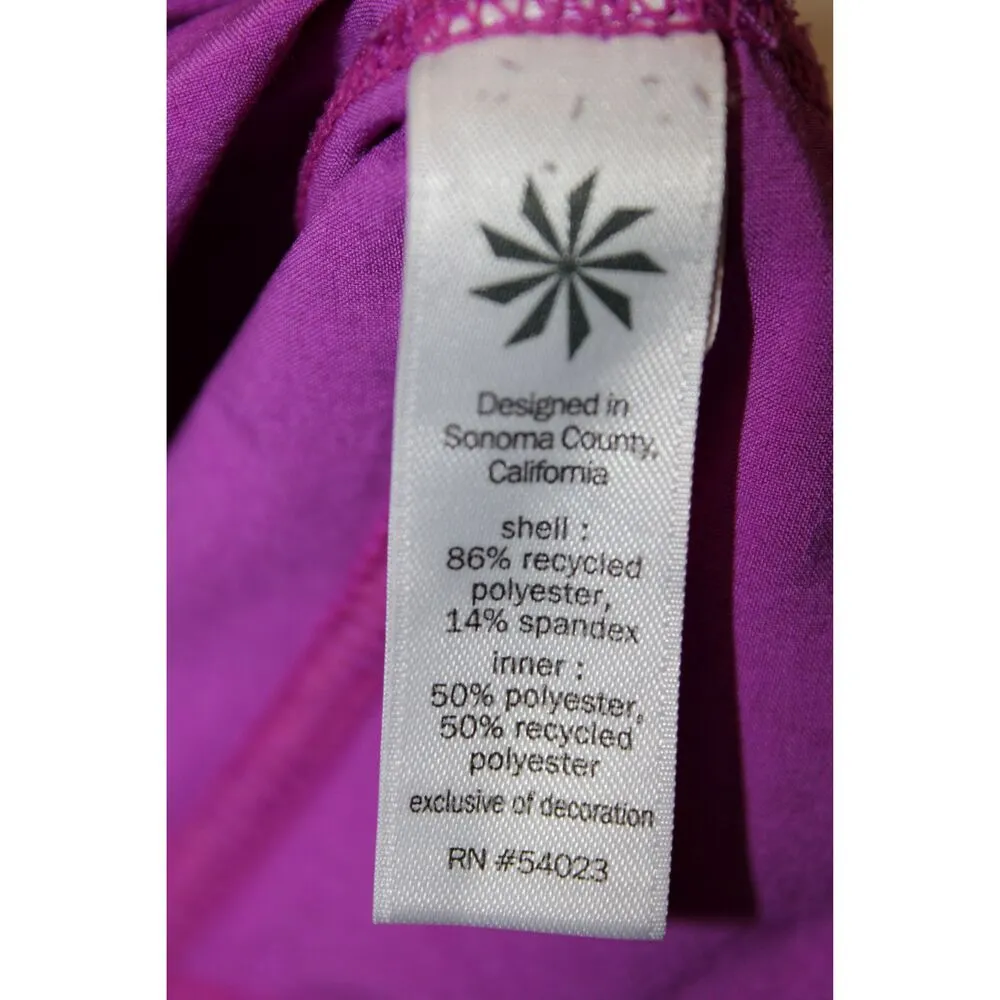 Designed in
Sonoma County,
California
shell :
86% recycled
polyester,
14% spandex
inner :
50% polyester,
50% recycled
polyester
exclusive of decoration
RN #54023